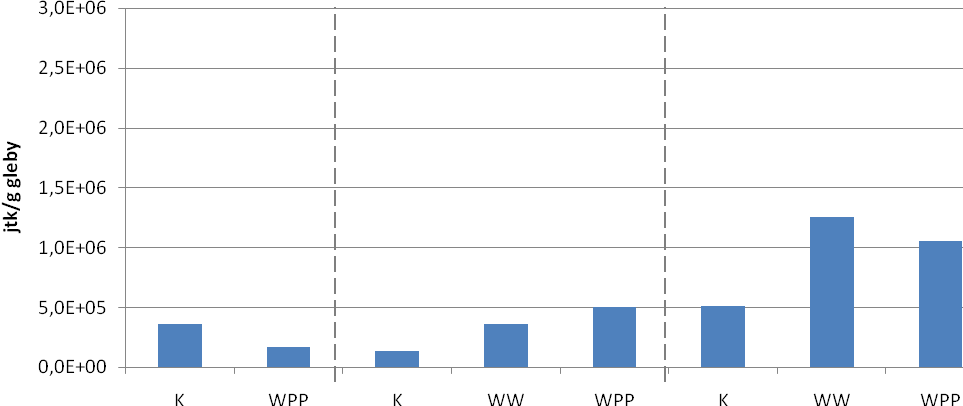 3,0E+06
2,5E+06
2,0E+06
1,5E+06
1,0E+06
5,0E+05
0,0E+00
jtk/g gleby
K WPP K WW WPP K WW WPP